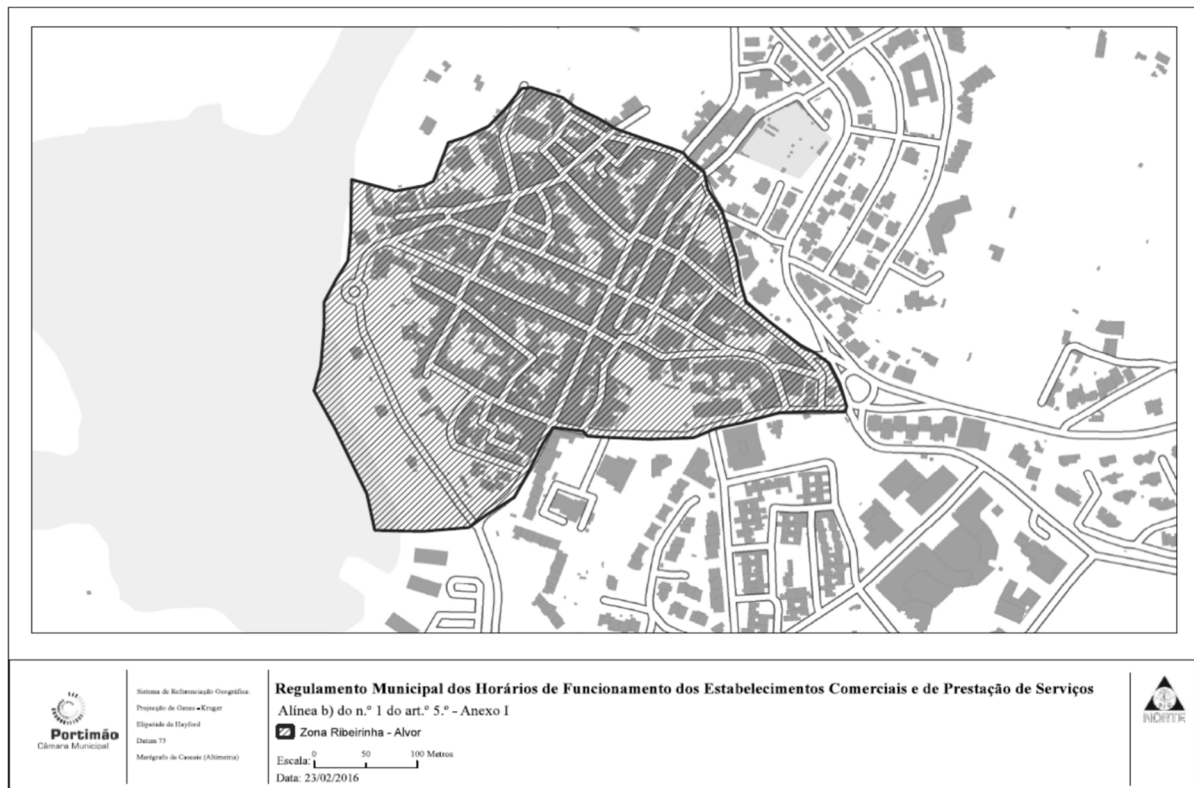 Portimão
Câmara Municipal
Sistema de Referenciação Geográfica:
Projecção de Gauss - Kruger
Elipsóide de Hayford
Datum 73
Marégrafo de Cascais (Altimetria)
Regulamento Municipal dos Horários de Funcionamento dos Estabelecimentos Comerciais e de Prestação de Serviços
Alínea b) do n.º 1 do art.º 5.º - Anexo I
Zona Ribeirinha - Alvor
Escala: 0 50 100 Metros
Data: 23/02/2016
NORTE